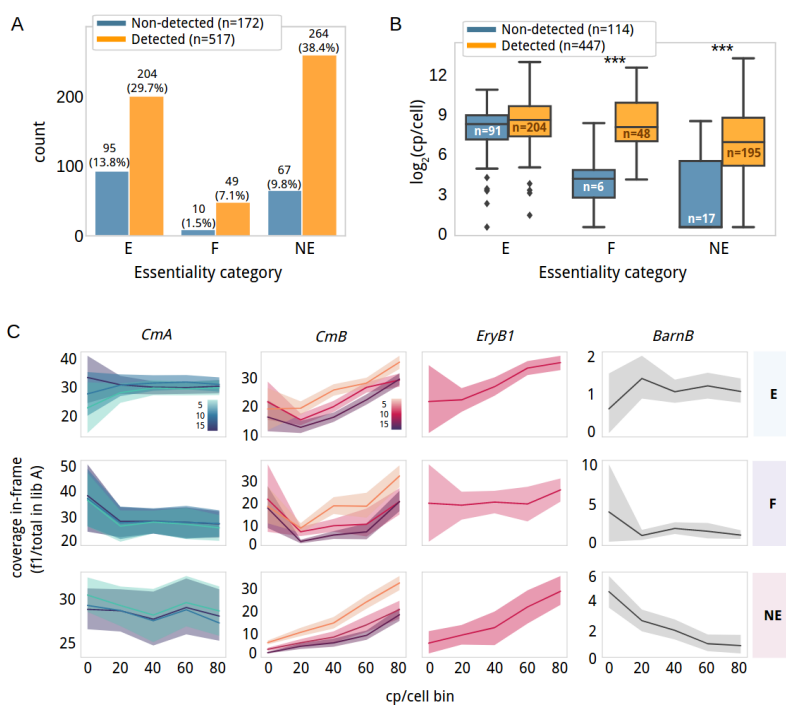 A
Non-detected (n=172)
Detected (n=517)
264
(38.4%)
204
(29.7%)
95
(13.8%)
67
(9.8%)
49
(7.1%)
10
(1.5%)
200
100
0
count
E F NE
Essentiality category
B
Non-detected (n=114)
Detected (n=447)
*** ***
12
9
6
3
0
log2(cp/cell)
n=91 n=204 n=6 n=48 n=17 n=195
E F NE
Essentiality category
C
CmA CmB EryB1 BarnB
40
30
20
5
10
15
30
20
10
5
10
15
2
1
0
E
50
40
30
20
30
20
10
0
10
5
0
F
30
25
30
20
10
0
6
4
2
0
NE
coverage in-frame
(f1/total in lib A)
0 20 40 60 80 0 20 40 60 80 0 20 40 60 80 0 20 40 60 80
cp/cell bin